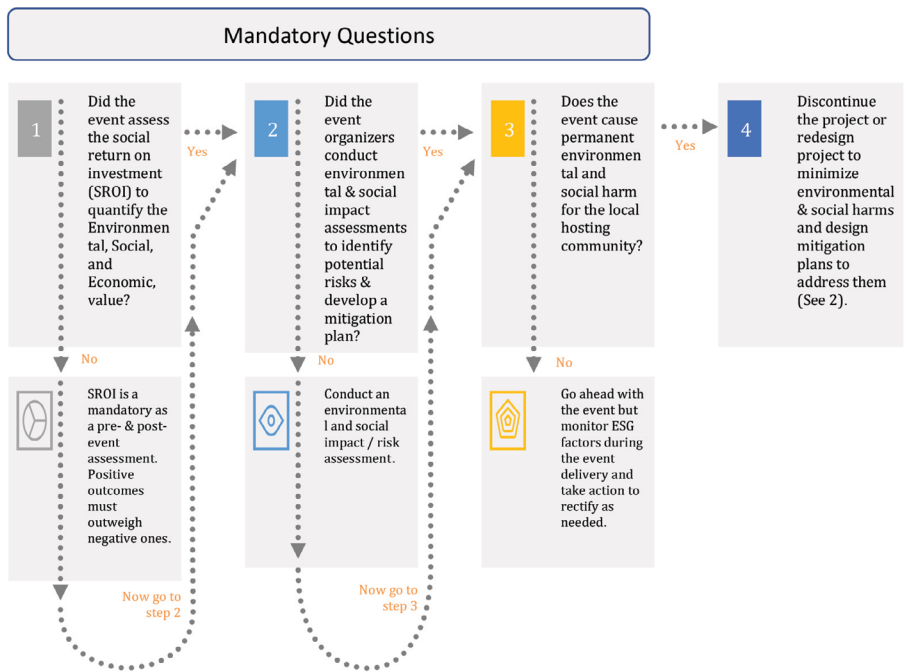 Mandatory Questions
1
Did the
event assess
the social
return on
investment
(SROI) to
quantify the
Environmen
tal, Social,
and
Economic,
value?
Yes
No
SROI is a
mandatory as
a pre- & post-
event
assessment.
Positive
outcomes
must
outweigh
negative ones.
Now go to
step 2
2
Did the
event
organizers
conduct
environmen
tal & social
impact
assessments
to identify
potential
risks &
develop a
mitigation
plan?
Yes
No
Conduct an
environmenta
l and social
impact / risk
assessment.
Now go to
step 3
3
Does the
event cause
permanent
environmen
tal and
social harm
for the local
hosting
community?
Yes
No
Go ahead with
the event but
monitor ESG
factors during
the event
delivery and
take action to
rectify as
needed.
4
Discontinue
the project or
redesign
project to
minimize
environmental
& social harms
and design
mitigation
plans to
address them
(See 2).